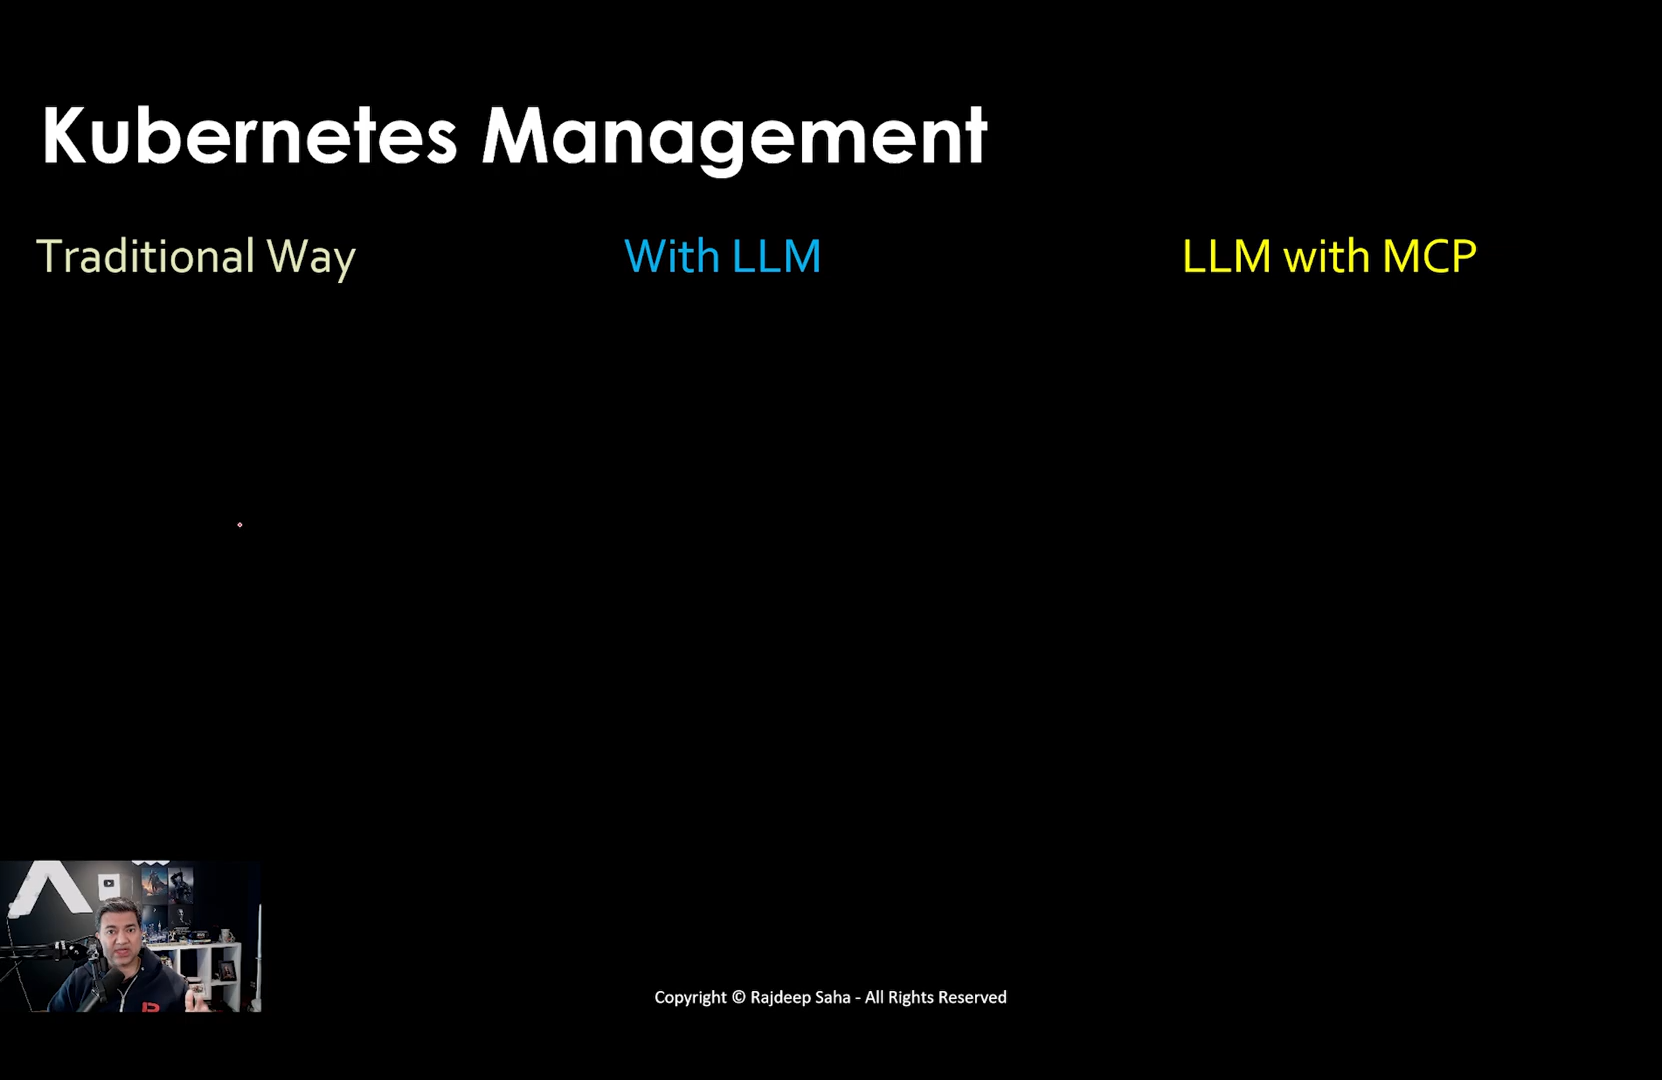 Kubernetes Management
Traditional Way
With LLM
LLM with MCP
Copyright © Rajdeep Saha - All Rights Reserved